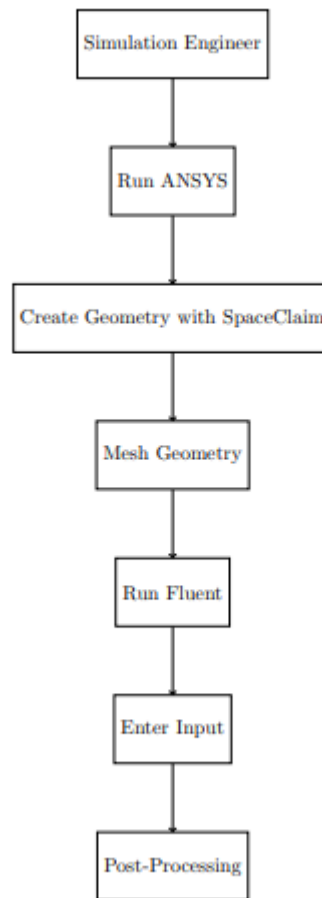 Simulation Engineer
Run ANSYS
Create Geometry with SpaceClaim
Mesh Geometry
Run Fluent
Enter Input
Post-Processing